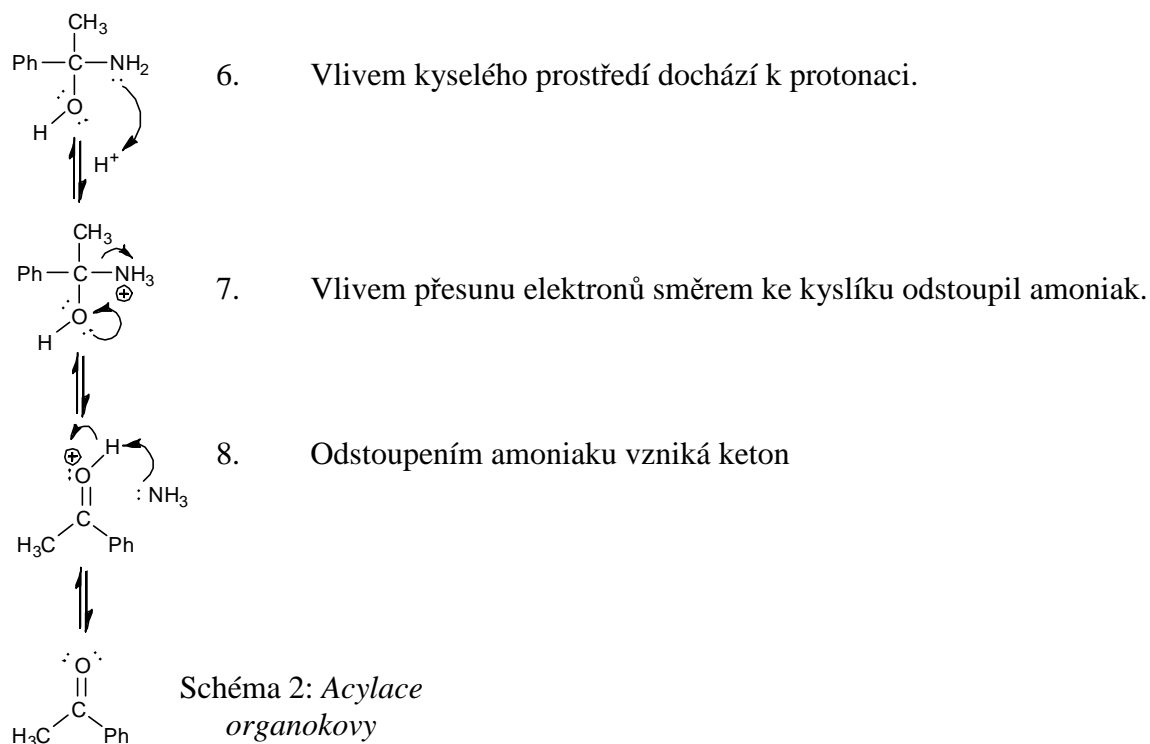 CH3
Ph C NH2
O
H
H+
6. Vlivem kyselého prostředí dochází k protonaci.
CH3
Ph C NH3
O
H
7. Vlivem přesunu elektronů směrem ke kyslíku odstoupil amoniak.
H
O
:NH3
C
H3C Ph
8. Odstoupením amoniaku vzniká keton
O
C
H3C Ph
Schéma 2: Acylace
organokovy